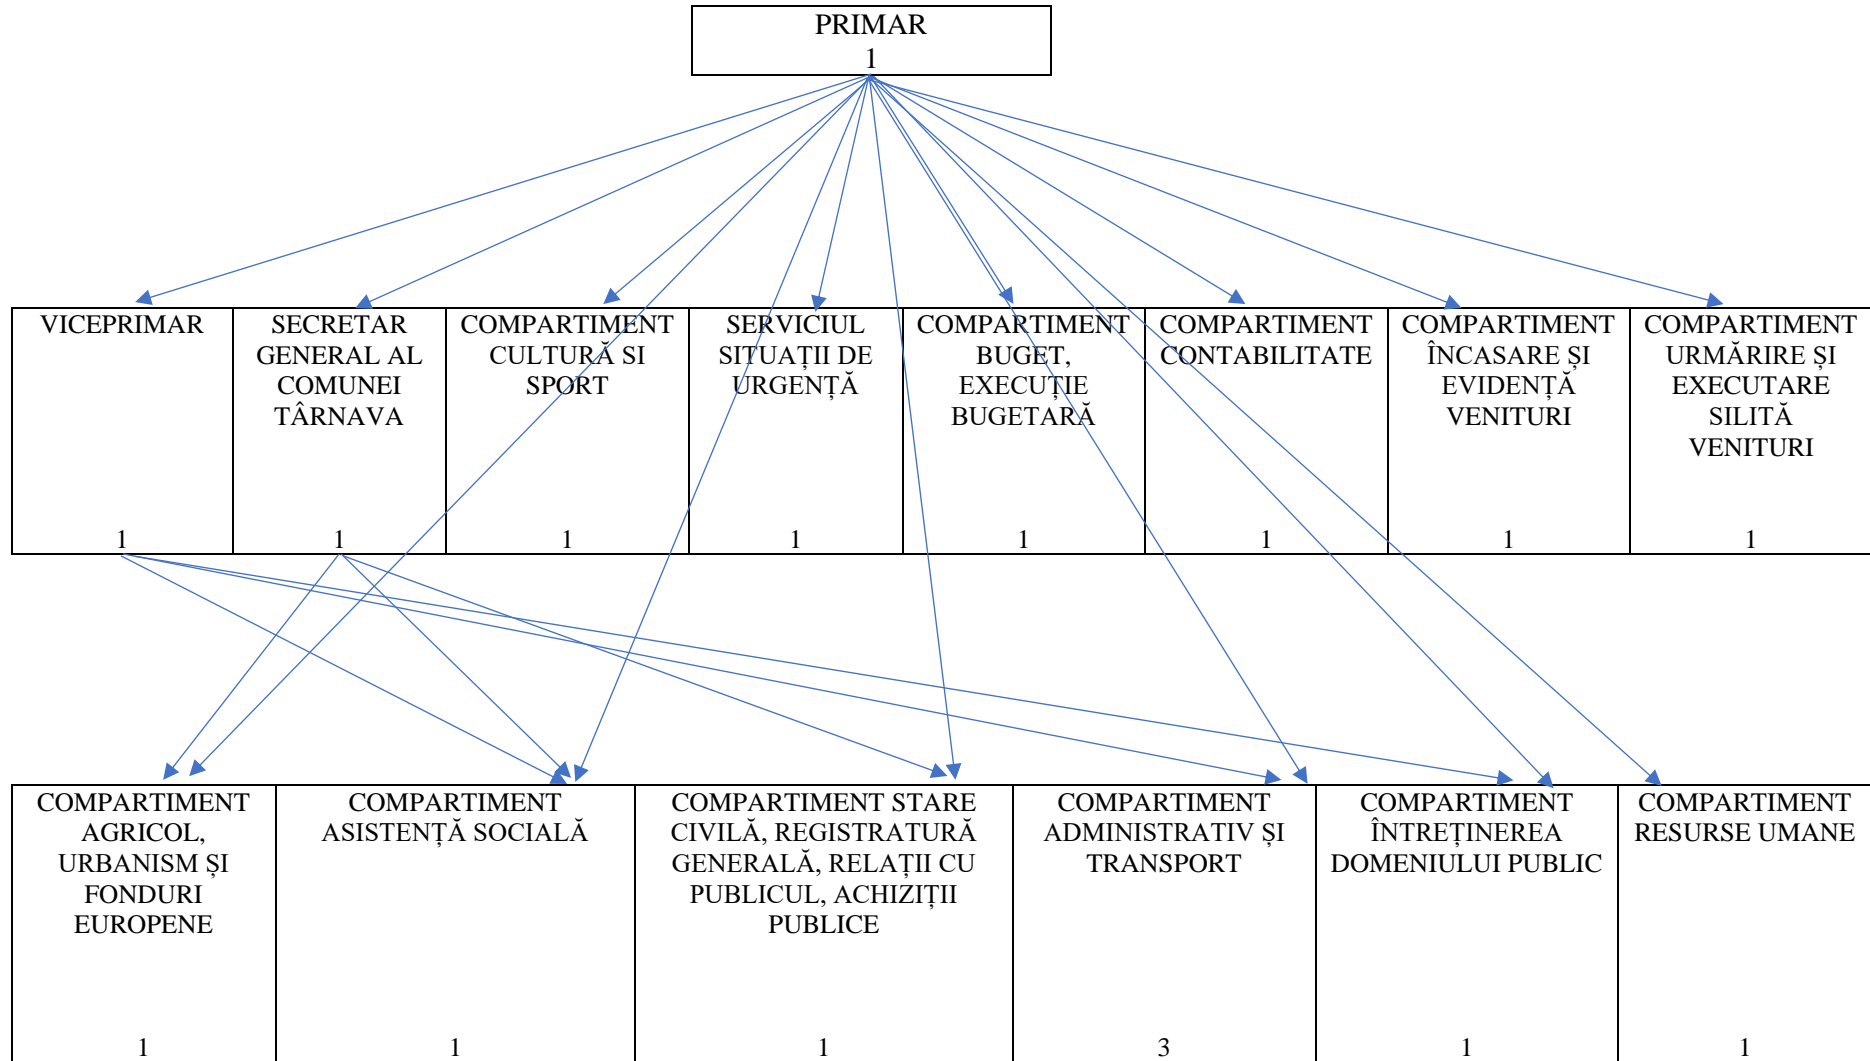 PRIMAR
1
VICEPRIMAR
1
SECRETAR
GENERAL AL
COMUNEI
TÂRNAVA
1
COMPARTIMENT
CULTURĂ SI
SPORT
1
SERVICIUL
SITUAȚII DE
URGENȚĂ
1
COMPARTIMENT
BUGET,
EXECUȚIE
BUGETARĂ
1
COMPARTIMENT
CONTABILITATE
1
COMPARTIMENT
ÎNCASARE ȘI
EVIDENȚĂ
VENITURI
1
COMPARTIMENT
URMĂRIRE ȘI
EXECUTARE
SILITĂ
VENITURI
1
COMPARTIMENT
AGRICOL,
URBANISM ȘI
FONDURI
EUROPENE
1
COMPARTIMENT
ASISTENȚĂ SOCIALĂ
1
COMPARTIMENT STARE
CIVILĂ, REGISTRATURĂ
GENERALĂ, RELAȚII CU
PUBLICUL, ACHIZIȚII
PUBLICE
1
COMPARTIMENT
ADMINISTRATIV ȘI
TRANSPORT
3
COMPARTIMENT
ÎNTREȚINEREA
DOMENIULUI PUBLIC
1
COMPARTIMENT
RESURSE UMANE
1